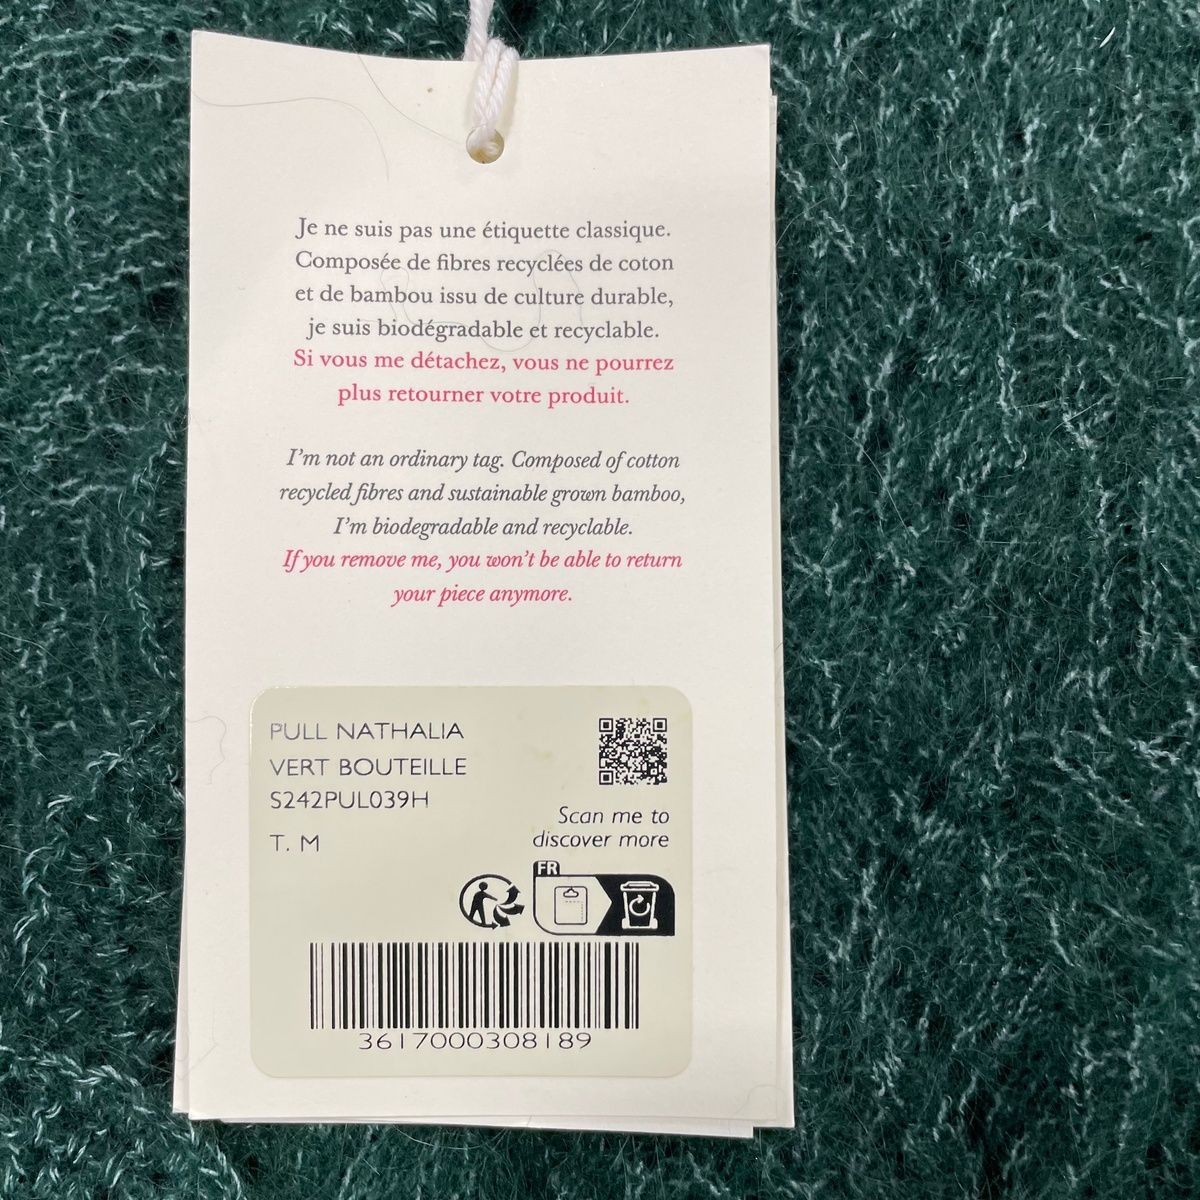 Je ne suis pas une étiquette classique.
Composée de fibres recyclées de coton
et de bambou issu de culture durable,
je suis biodégradable et recyclable.
Si vous me détachez, vous ne pourrez
plus retourner votre produit.
I'm not an ordinary tag. Composed of cotton
recycled fibres and sustainable grown bamboo,
I'm biodegradable and recyclable.
If you remove me, you won't be able to return
your piece anymore.
PULL NATHALIA
VERT BOUTEILLE
S242PUL039H
T. M
Scan me to
discover more
FR
3617000308189